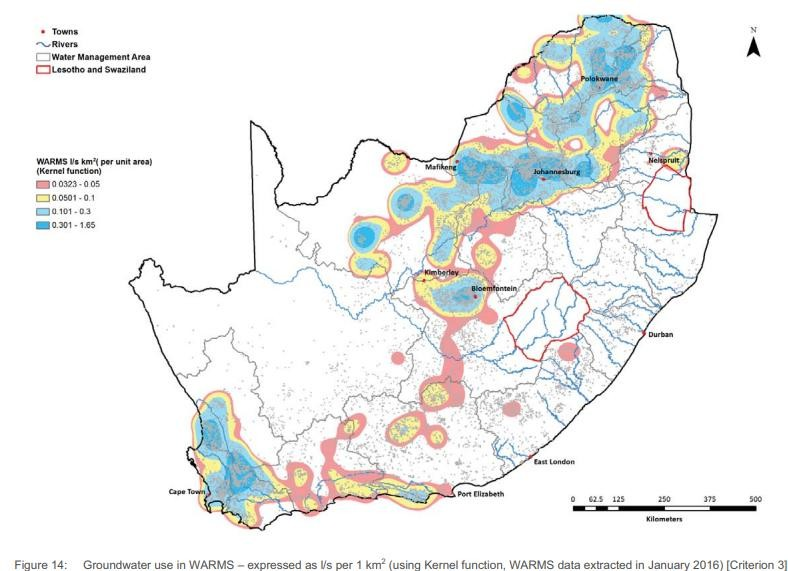 Towns
Rivers
Water Management Area
Lesotho and Swaziland
N
WARMS l/s km²( per unit area)
(Kernel function)
0.0323 - 0.05
0.0501 - 0.1
0.101 - 0.3
0.301 - 1.65
Polokwane
Mafikeng
Nelspruit
Johannesburg
Kimberley
Bloemfontein
Durban
East London
Cape Town
Port Elizabeth
0 62.5 125 250 375 500
Kilometers
Figure 14: Groundwater use in WARMS – expressed as l/s per 1 km² (using Kernel function, WARMS data extracted in January 2016) [Criterion 3]